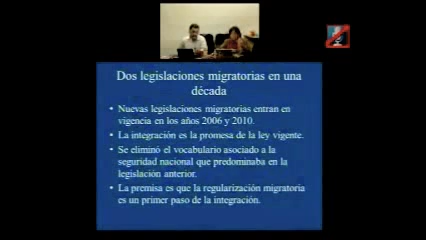 Dos legislaciones migratorias en una
década
• Nuevas legislaciones migratorias entran en
vigencia en los años 2006 y 2010.
• La integración es la promesa de la ley vigente.
• Se eliminó el vocabulario asociado a la
seguridad nacional que predominaba en la
legislación anterior.
• La premisa es que la regularización migratoria
es un primer paso de la integración.